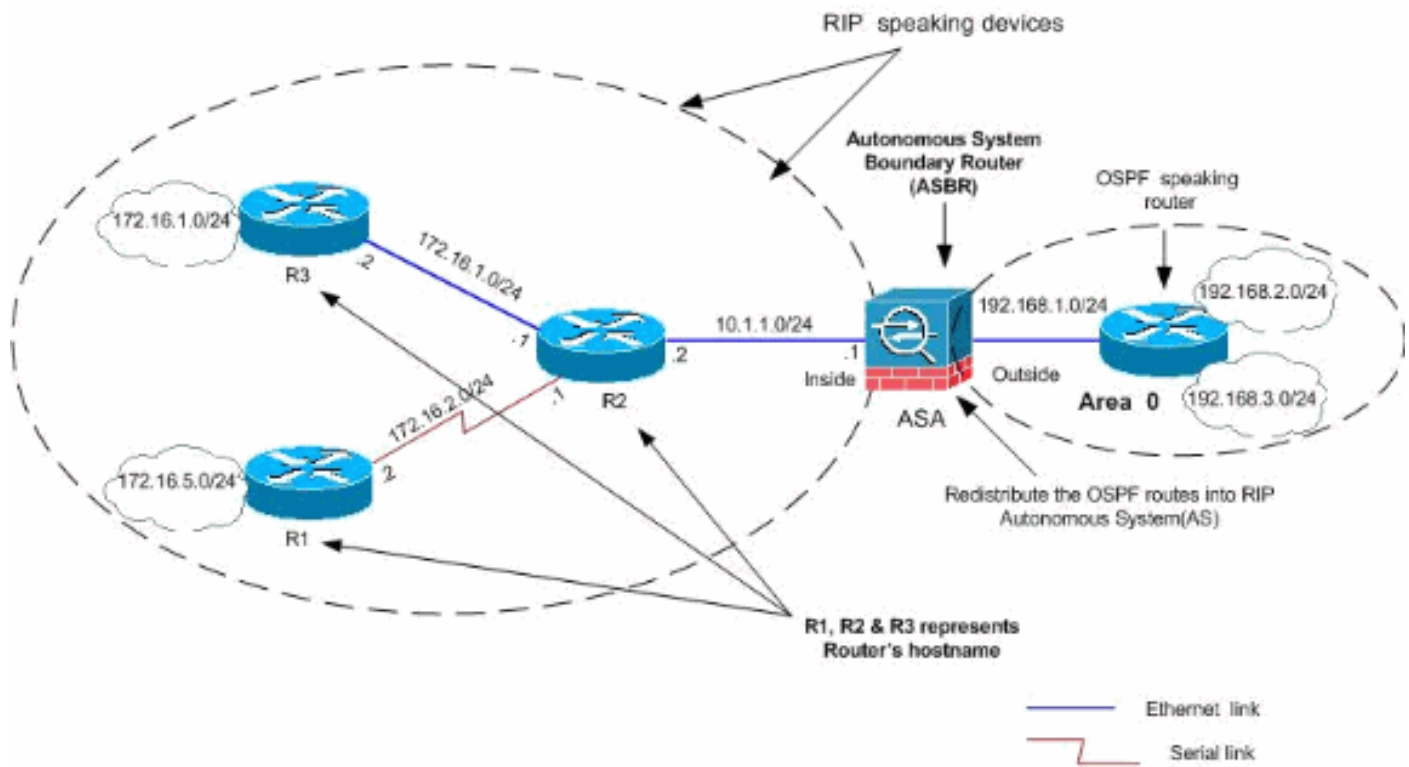 RIP speaking devices
Autonomous System
Boundary Router
(ASBR)
OSPF speaking
router
172.16.1.0/24
R3
.2
172.16.1.0/24
.1
192.168.1.0/24
192.168.2.0/24
10.1.1.0/24
.2
.1
R2
Inside
Outside
ASA
Area 0
192.168.3.0/24
172.16.2.0/24
.1
172.16.5.0/24
.2
R1
Redistribute the OSPF routes into RIP
Autonomous System(AS)
R1, R2 & R3 represents
Router's hostname
Ethernet link
Serial link